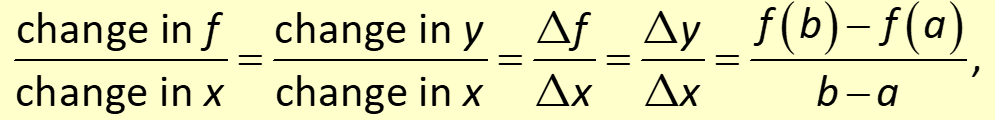 change in f / change in x = change in y / change in x = Δf / Δx = Δy / Δx = f(b) – f(a) / b – a ,